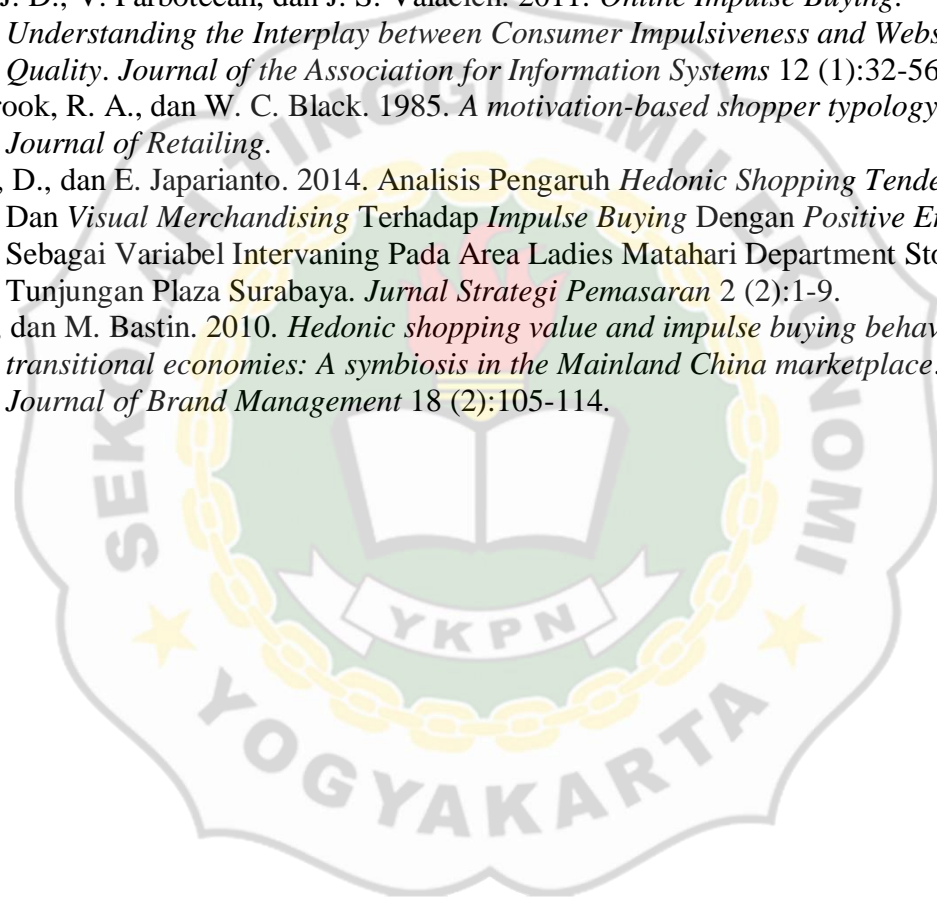 J. D., V. Parboteeah, dan J. S. Valacich. 2011. Online Impulse Buying:
Understanding the Interplay between Consumer Impulsiveness and Webs
Quality. Journal of the Association for Information Systems 12 (1):32-56
rook, R. A., dan W. C. Black. 1985. A motivation-based shopper typology
Journal of Retailing.
, D., dan E. Japarianto. 2014. Analisis Pengaruh Hedonic Shopping Tende
Dan Visual Merchandising Terhadap Impulse Buying Dengan Positive E
Sebagai Variabel Intervaning Pada Area Ladies Matahari Department Sto
Tunjungan Plaza Surabaya. Jurnal Strategi Pemasaran 2 (2):1-9.
dan M. Bastin. 2010. Hedonic shopping value and impulse buying behav
transitional economies: A symbiosis in the Mainland China marketplace.
Journal of Brand Management 18 (2):105-114.
SEKOLAH TINGGI ILMU EKONOMI
YKPN
YOGYAKARTA